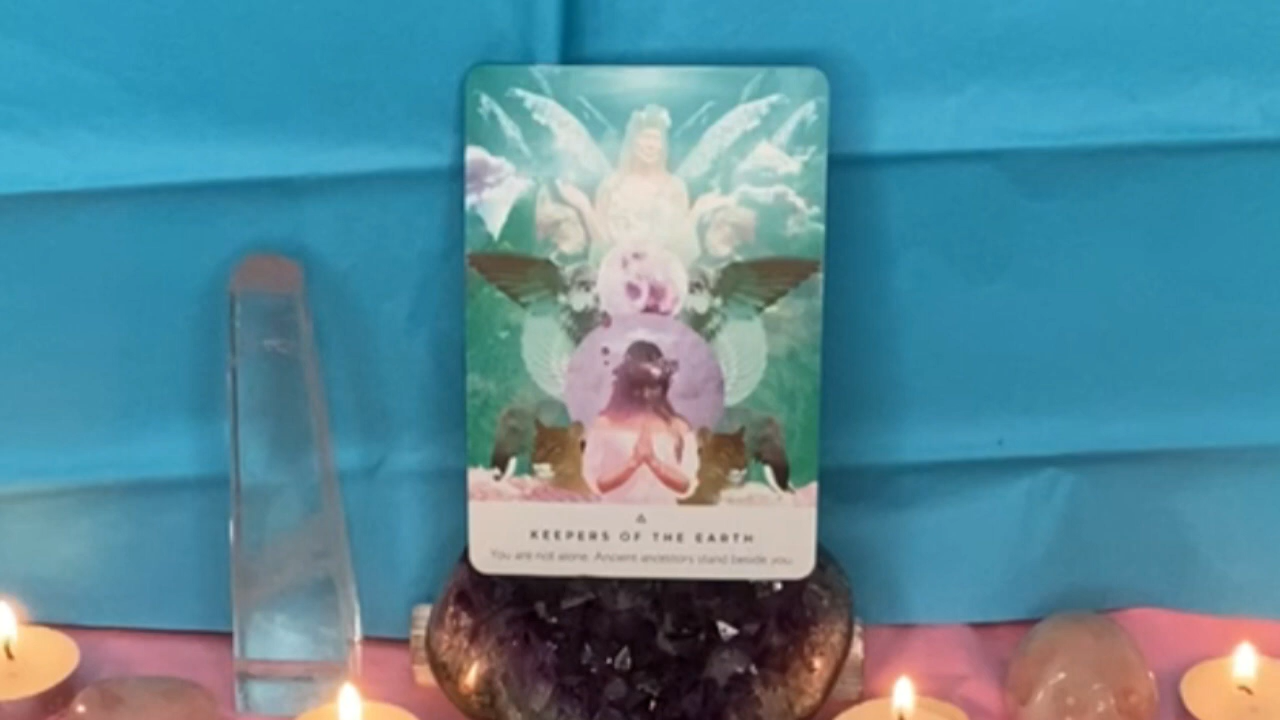 KEEPERS OF THE EARTH
You are not alone. Ancient ancestors stand beside you.